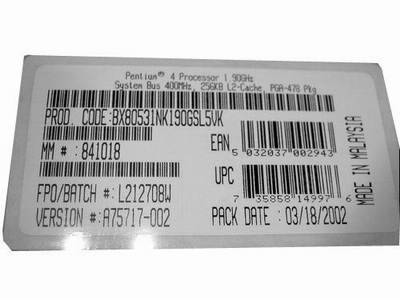 Pentium® 4 Processor 1.90GHz
System Bus 400MHz, 256KB L2-Cache, PGA-478 Pkg
PROD. CODE:BX80531NK190GSL5VK
MM # : 841018
EAN
5 032037 002943
UPC
7 35858 14997 6
FPO/BATCH #: L212708W
VERSION #: A75717-002
PACK DATE : 03/18/2002
MADE IN MALAYSIA